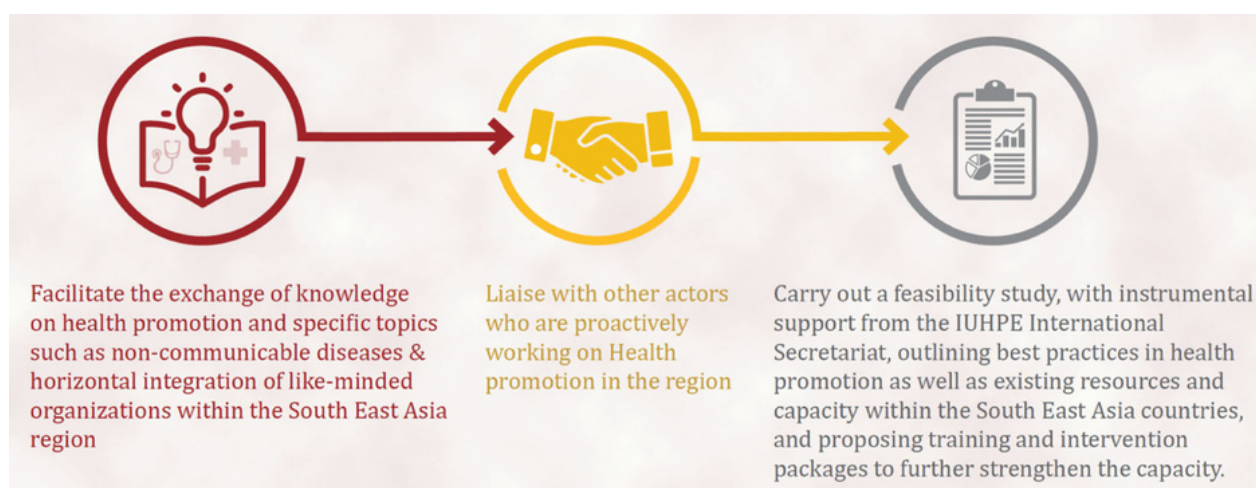 Facilitate the exchange of knowledge
on health promotion and specific topics
such as non-communicable diseases &
horizontal integration of like-minded
organizations within the South East Asia
region
Liaise with other actors
who are proactively
working on Health
promotion in the region
Carry out a feasibility study, with instrumental
support from the IUHPE International
Secretariat, outlining best practices in health
promotion as well as existing resources and
capacity within the South East Asia countries,
and proposing training and intervention
packages to further strengthen the capacity.